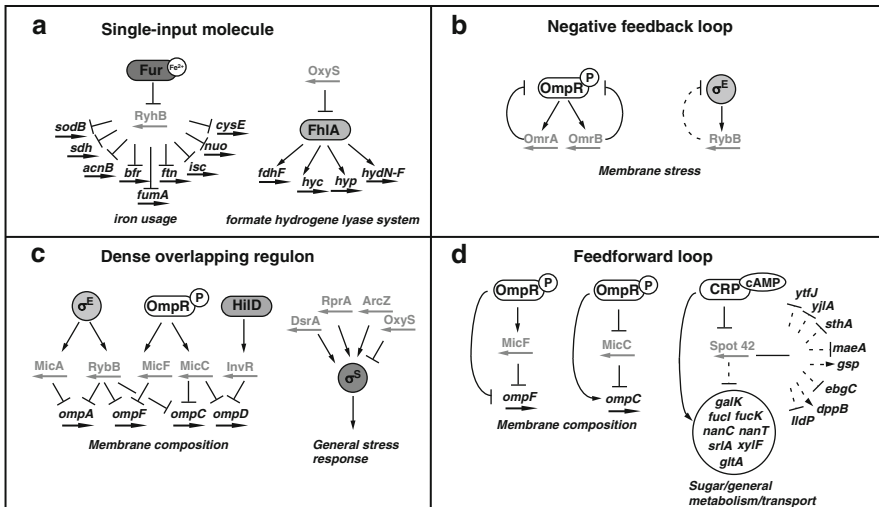 a Single-input molecule
Fur Fe²⁺
OxyS
RyhB
sodB
cysE
FhlA
sdh
nuo
acnB bfr ftn isc
fdhF hyc hyp hydN-F
fumA
iron usage
formate hydrogene lyase system
b Negative feedback loop
OmpR P
σE
OmrA OmrB
RybB
Membrane stress
c Dense overlapping regulon
σE OmpR P HilD
RprA ArcZ
DsrA OxyS
MicA RybB MicF MicC InvR
σS
ompA ompF ompC ompD
Membrane composition
General stress
response
d Feedforward loop
OmpR P
OmpR P
CRP cAMP
MicF
MicC
Spot 42
ompF
ompC
Membrane composition
ytfJ
yjlA
sthA
maeA
gsp
ebgC
dppB
lldP
galK
fucI fucK
nanC nanT
srlA xylF
gltA
Sugar/general
metabolism/transport